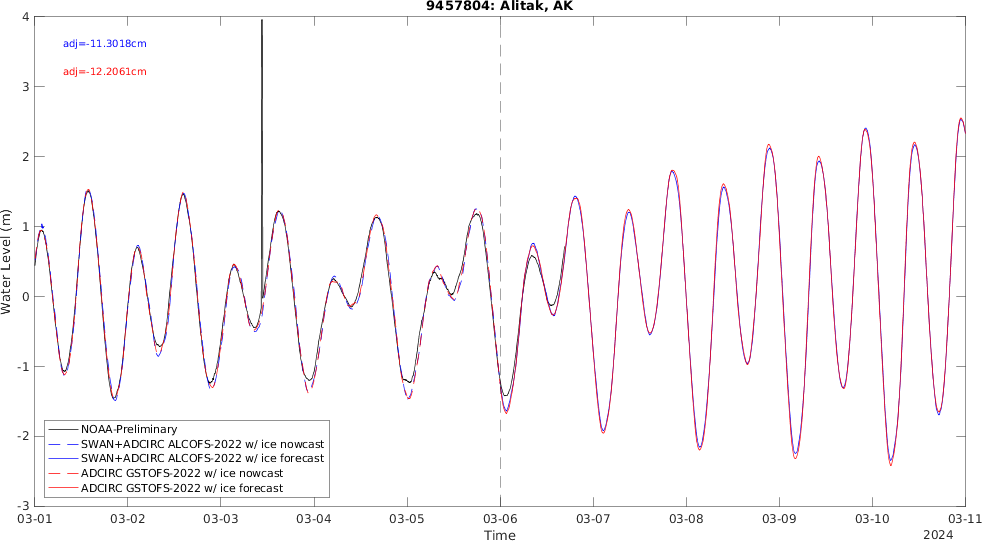 9457804: Alitak, AK
adj=-11.3018cm
adj=-12.2061cm
Water Level (m)
4
3
2
1
0
-1
-2
-3
NOAA-Preliminary
SWAN+ADCIRC ALCOFS-2022 w/ ice nowcast
SWAN+ADCIRC ALCOFS-2022 w/ ice forecast
ADCIRC GSTOFS-2022 w/ ice nowcast
ADCIRC GSTOFS-2022 w/ ice forecast
03-01 03-02 03-03 03-04 03-05 03-06 03-07 03-08 03-09 03-10 03-11
Time
2024